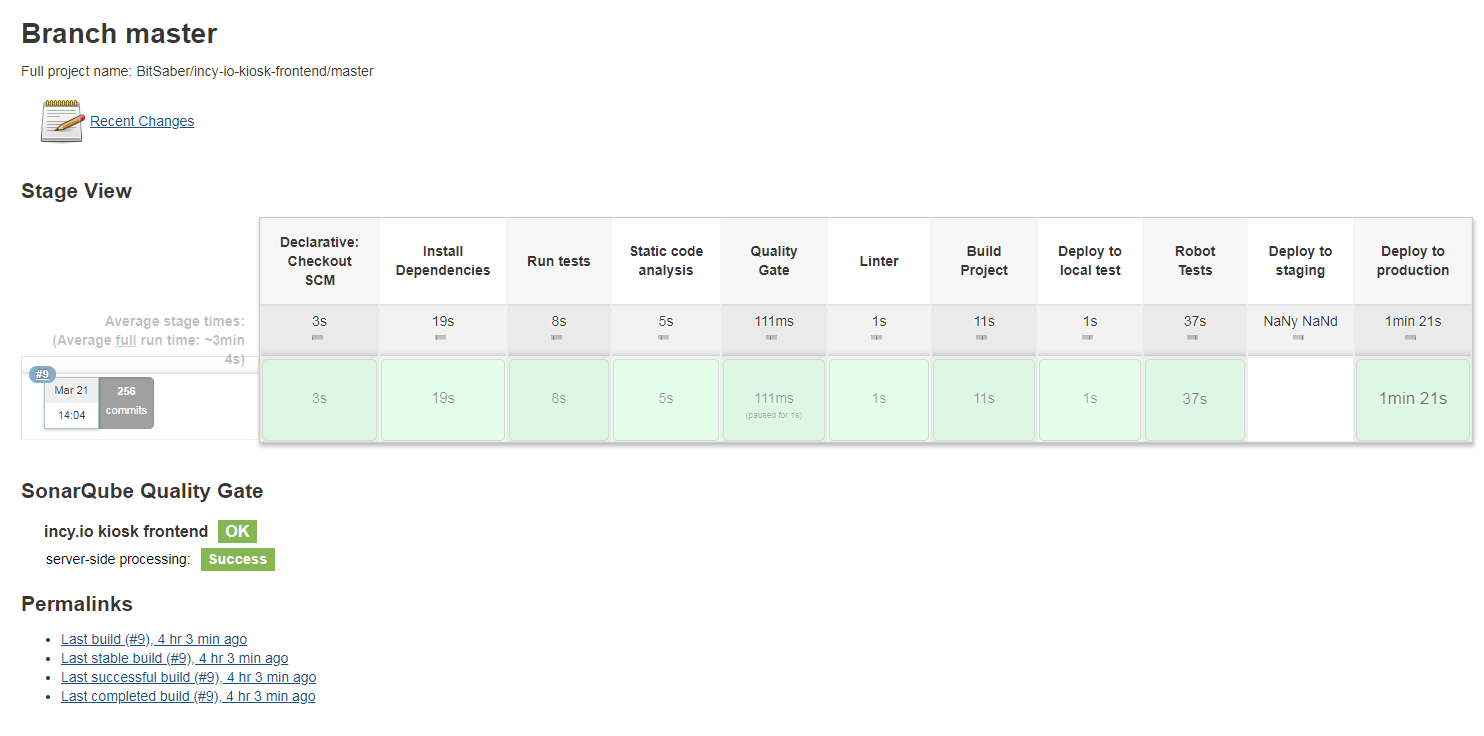 Branch master
Full project name: BitSaber/incy-io-kiosk-frontend/master
Recent Changes
Stage View
Declarative: Checkout SCM
Install Dependencies
Run tests
Static code analysis
Quality Gate
Linter
Build Project
Deploy to local test
Robot Tests
Deploy to staging
Deploy to production
Average stage times:
(Average full run time: ~3min
4s)
3s 19s 8s 5s 111ms 1s 11s 1s 37s NaNy NaNd 1min 21s
#9
Mar 21
14:04
256
commits
3s 19s 8s 5s 111ms 1s 11s 1s 37s 1min 21s
(paused for 1s)
SonarQube Quality Gate
incy.io kiosk frontend OK
server-side processing: Success
Permalinks
Last build (#9), 4 hr 3 min ago
Last stable build (#9), 4 hr 3 min ago
Last successful build (#9), 4 hr 3 min ago
Last completed build (#9), 4 hr 3 min ago